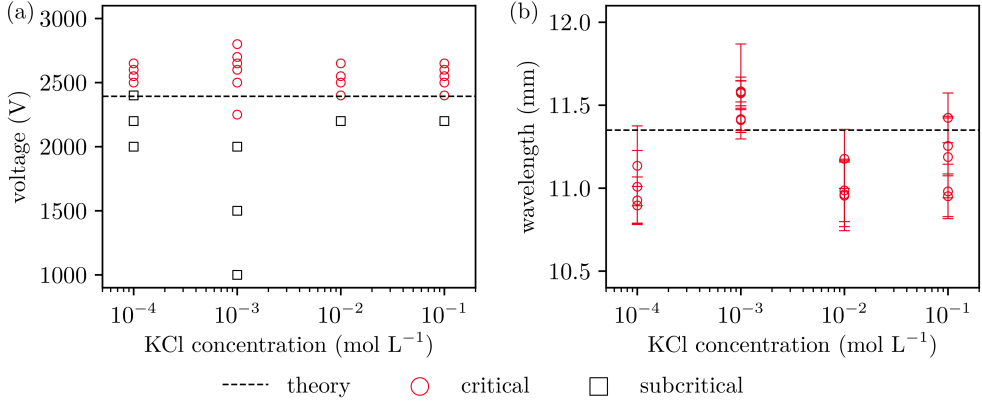 (a)
3000
2500
2000
1500
1000
voltage (V)
10⁻⁴ 10⁻³ 10⁻² 10⁻¹
KCl concentration (mol L⁻¹)
(b)
12.0
11.5
11.0
10.5
wavelength (mm)
10⁻⁴ 10⁻³ 10⁻² 10⁻¹
KCl concentration (mol L⁻¹)
theory critical subcritical